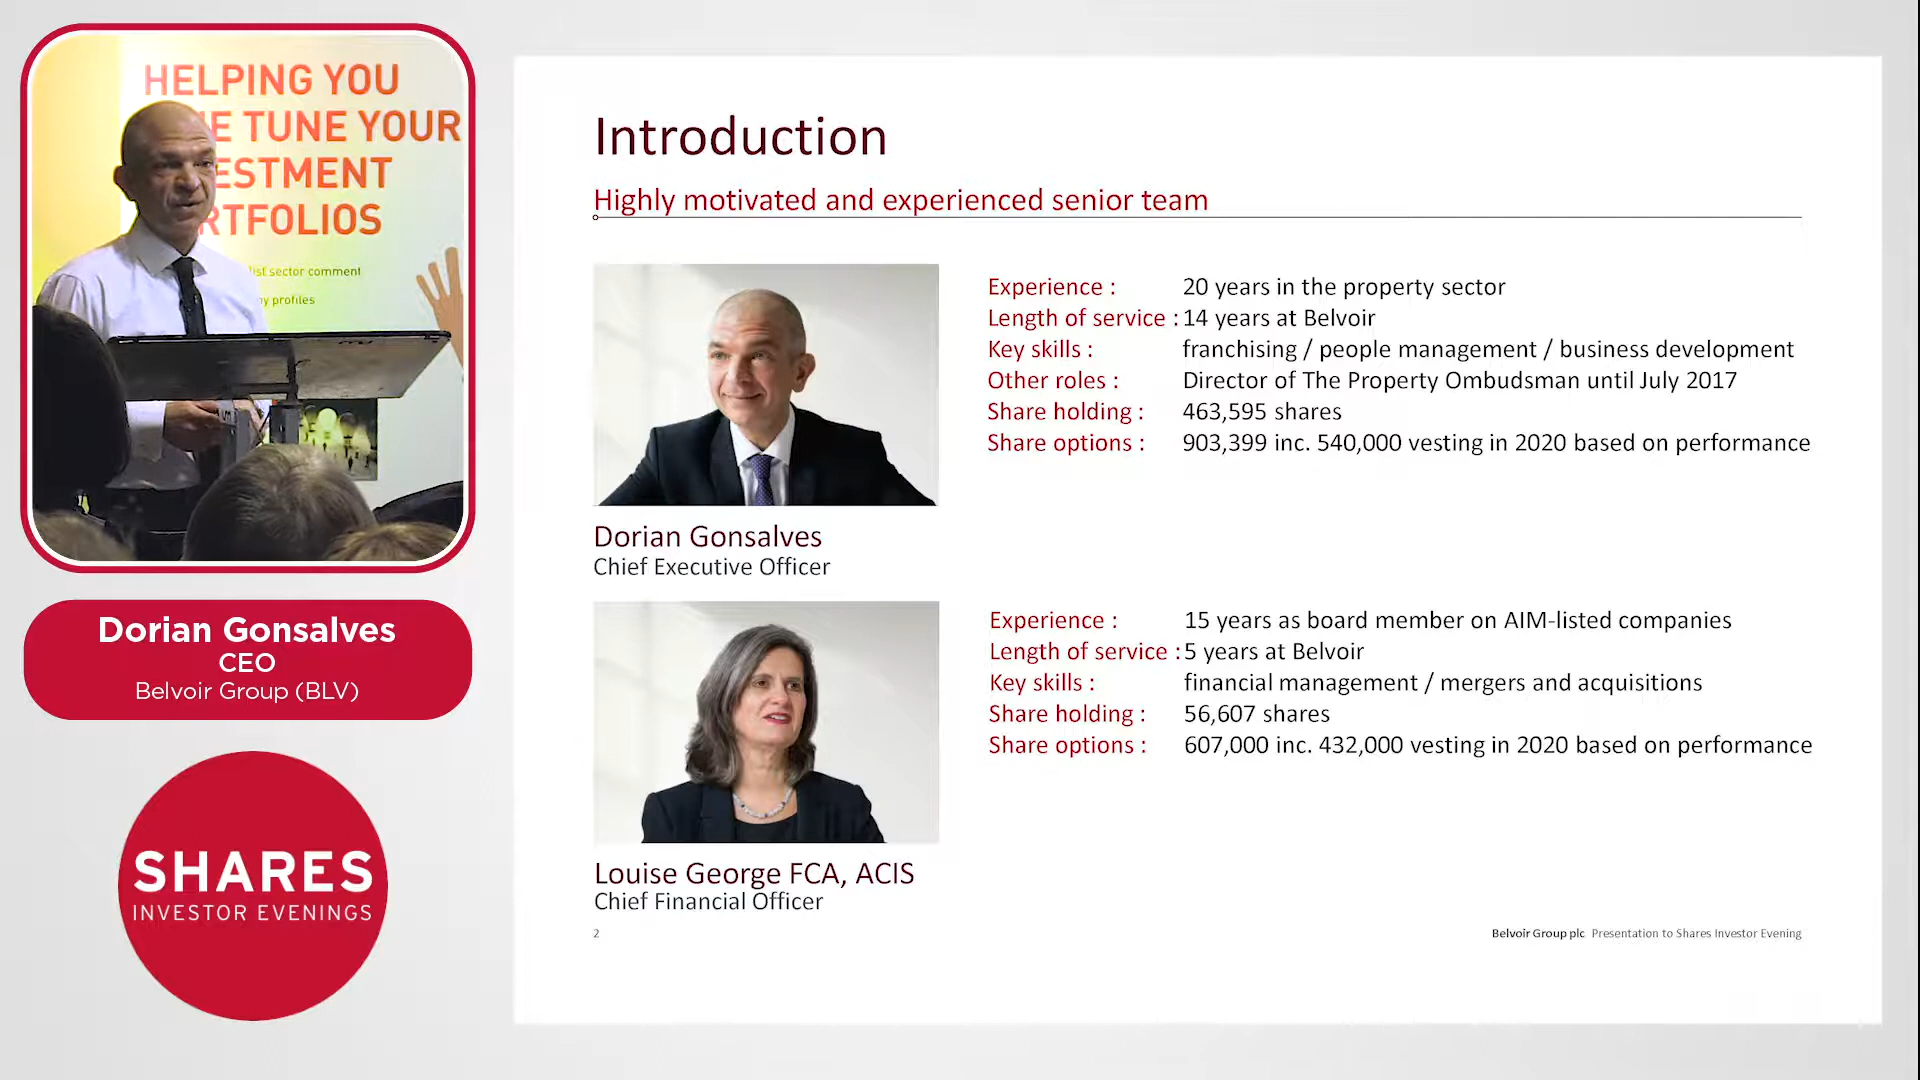 HELPING YOU
TUNE YOUR
ESTMENT
RTFOLIOS
sector comment
profiles
Dorian Gonsalves
CEO
Belvoir Group (BLV)
SHARES
INVESTOR EVENINGS
Introduction
Highly motivated and experienced senior team
Experience : 20 years in the property sector
Length of service : 14 years at Belvoir
Key skills : franchising / people management / business development
Other roles : Director of The Property Ombudsman until July 2017
Share holding : 463,595 shares
Share options : 903,399 inc. 540,000 vesting in 2020 based on performance
Dorian Gonsalves
Chief Executive Officer
Experience : 15 years as board member on AIM-listed companies
Length of service : 5 years at Belvoir
Key skills : financial management / mergers and acquisitions
Share holding : 56,607 shares
Share options : 607,000 inc. 432,000 vesting in 2020 based on performance
Louise George FCA, ACIS
Chief Financial Officer
2
Belvoir Group plc Presentation to Shares Investor Evening